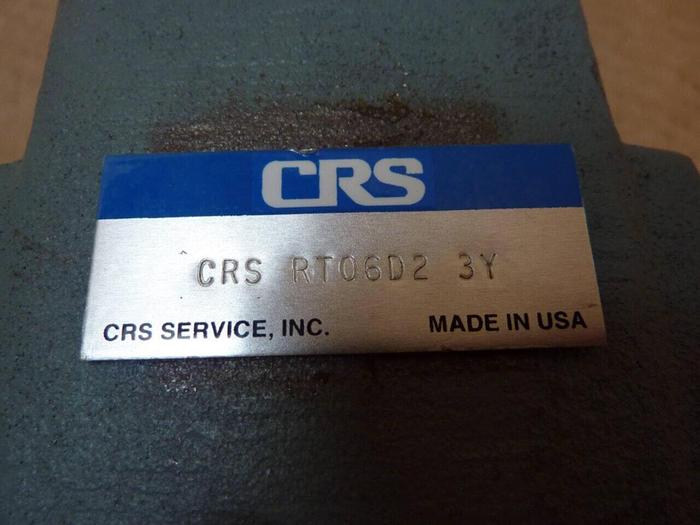 CRS
CRS RT06D2 3Y
CRS SERVICE, INC. MADE IN USA